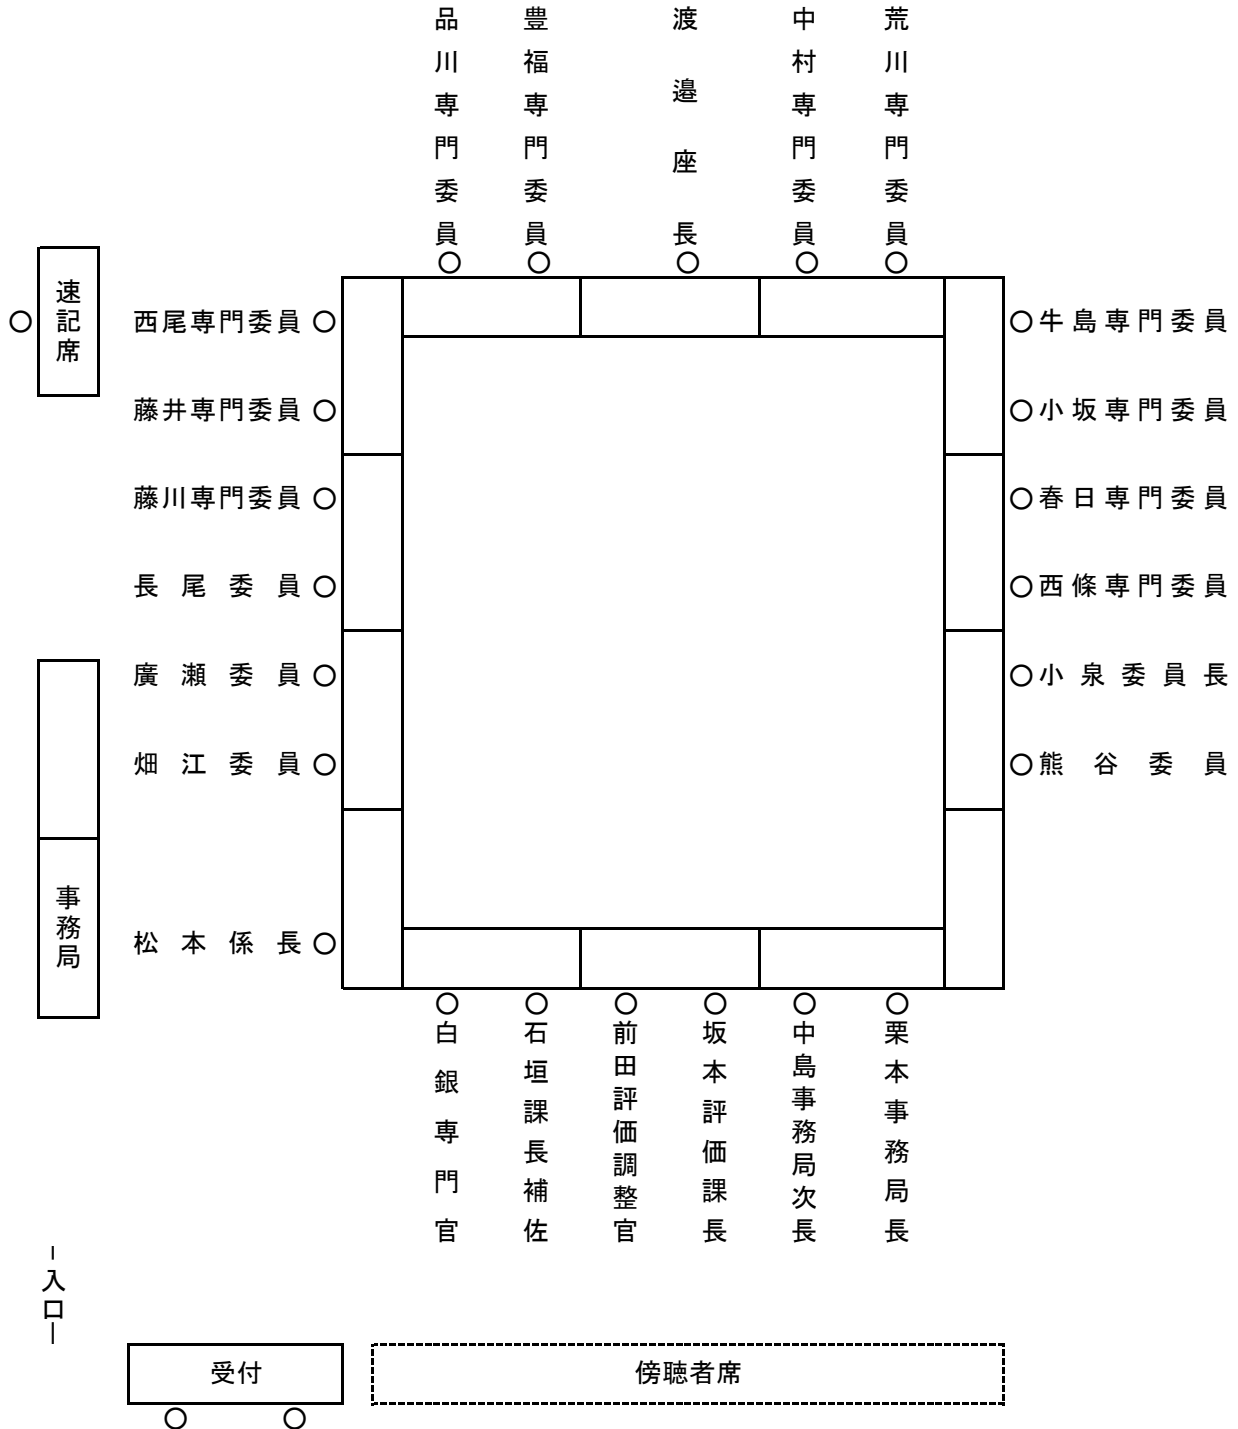 品川専門委員
豊福専門委員
渡邉座長
中村専門委員
荒川専門委員
速記席
西尾専門委員
藤井専門委員
藤川専門委員
長尾委員
廣瀬委員
畑江委員
松本係長
牛島専門委員
小坂専門委員
春日専門委員
西條専門委員
小泉委員長
熊谷委員
事務局
白銀専門官
石垣課長補佐
前田評価調整官
坂本評価課長
中島事務局次長
栗本事務局長
入口
受付
傍聴者席